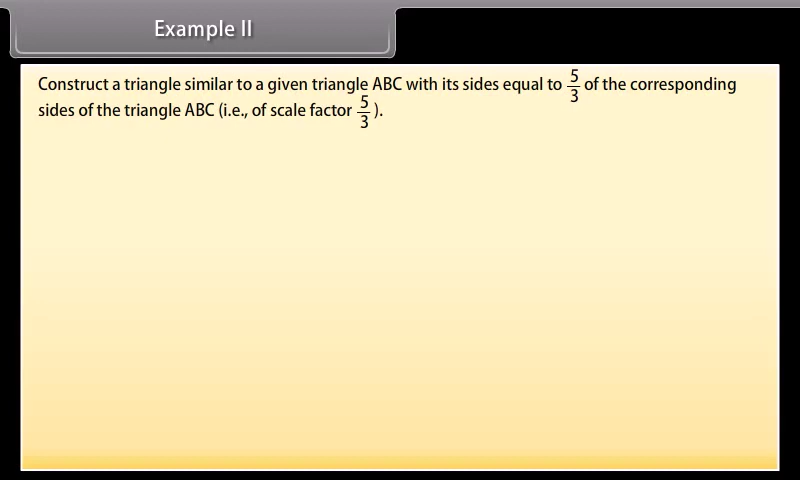 Example II
Construct a triangle similar to a given triangle ABC with its sides equal to 5/3 of the corresponding
sides of the triangle ABC (i.e., of scale factor 5/3 ).